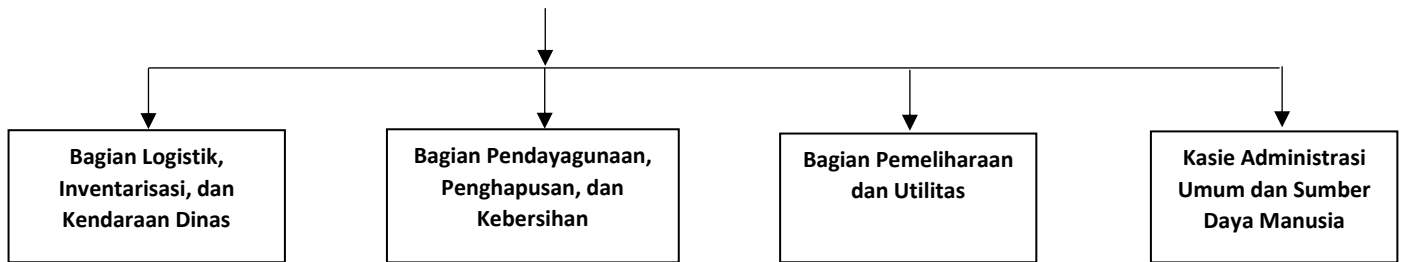 Bagian Logistik,
Inventarisasi, dan
Kendaraan Dinas
Bagian Pendayagunaan,
Penghapusan, dan
Kebersihan
Bagian Pemeliharaan
dan Utilitas
Kasie Administrasi
Umum dan Sumber
Daya Manusia